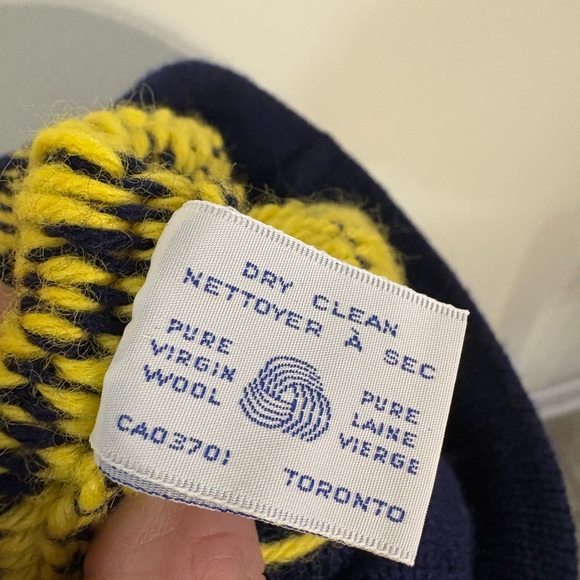 DRY CLEAN
NETTOYER À SEC
PURE
VIRGIN
WOOL
PURE
LAINE
VIERGE
CA03701
TORONTO